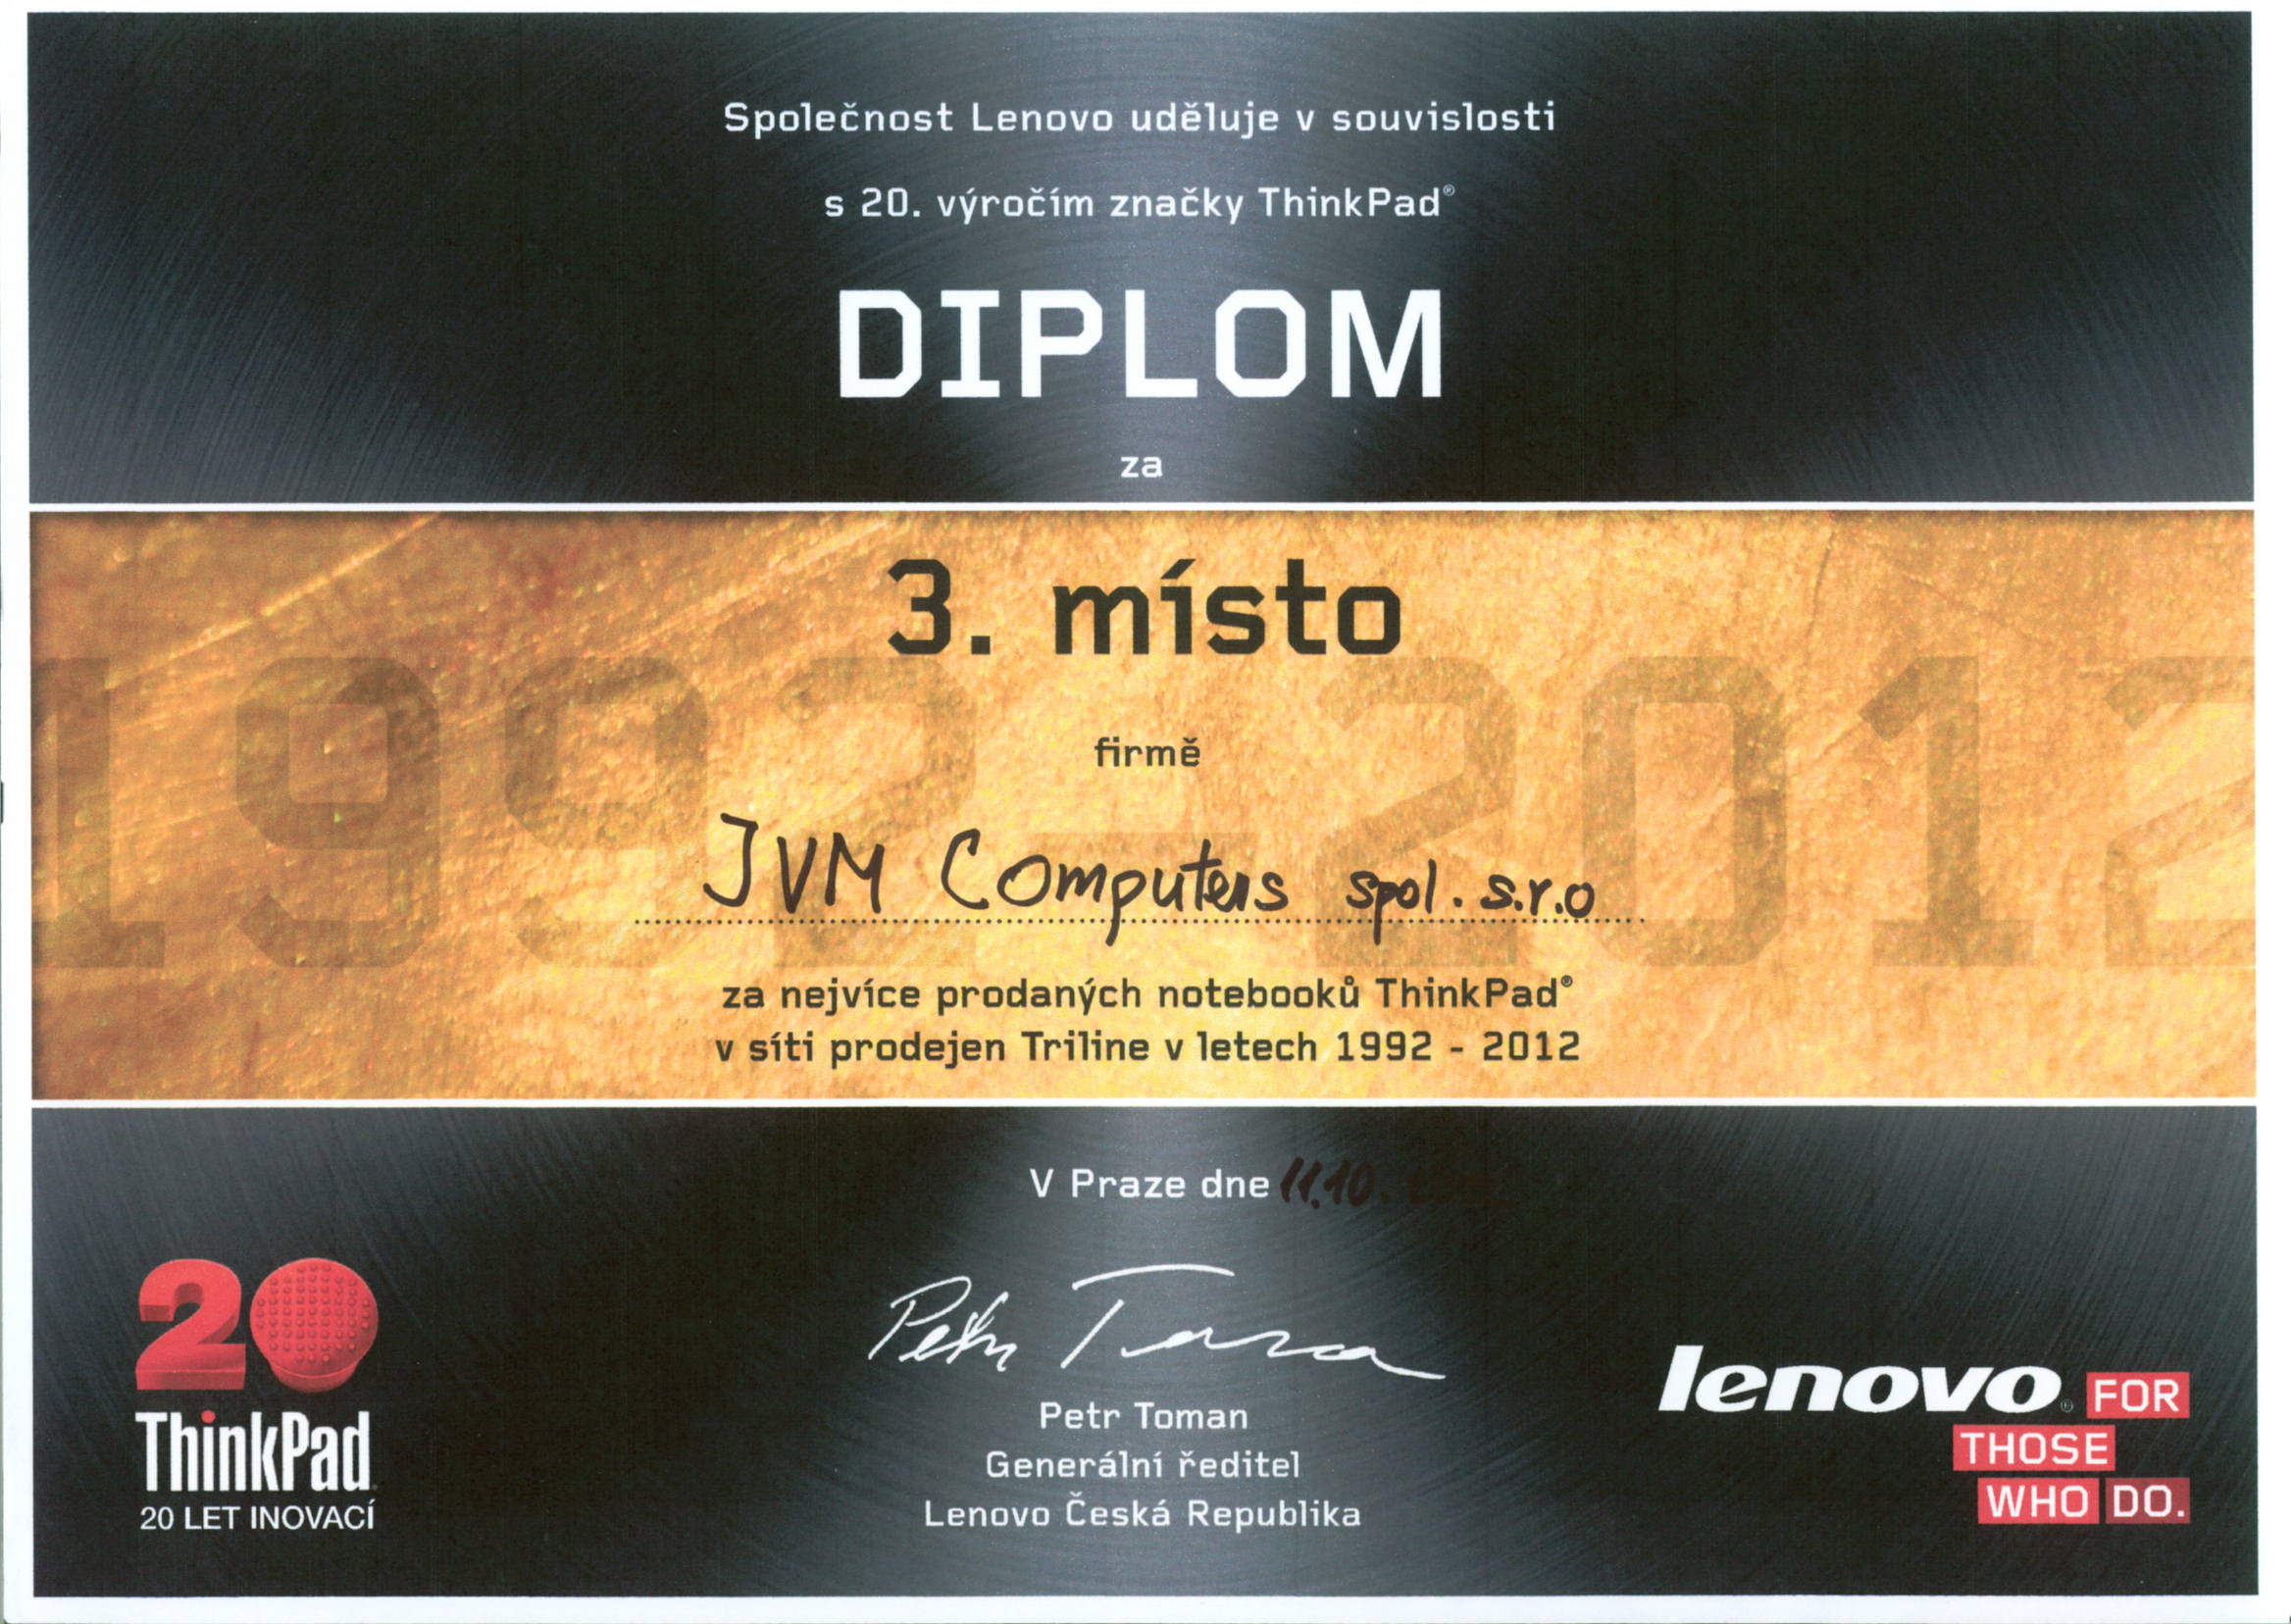 Společnost Lenovo uděluje v souvislosti
s 20. výročím značky ThinkPad®
DIPLOM
za
3. místo
1992 - 2012
firmě
JVM Computers spol. s.r.o
za nejvíce prodaných notebooků ThinkPad®
v síti prodejen Triline v letech 1992 - 2012
V Praze dne 11.10.
Petr Toman
Petr Toman
Generální ředitel
Lenovo Česká Republika
20
ThinkPad
20 LET INOVACÍ
lenovo® FOR
THOSE
WHO DO.